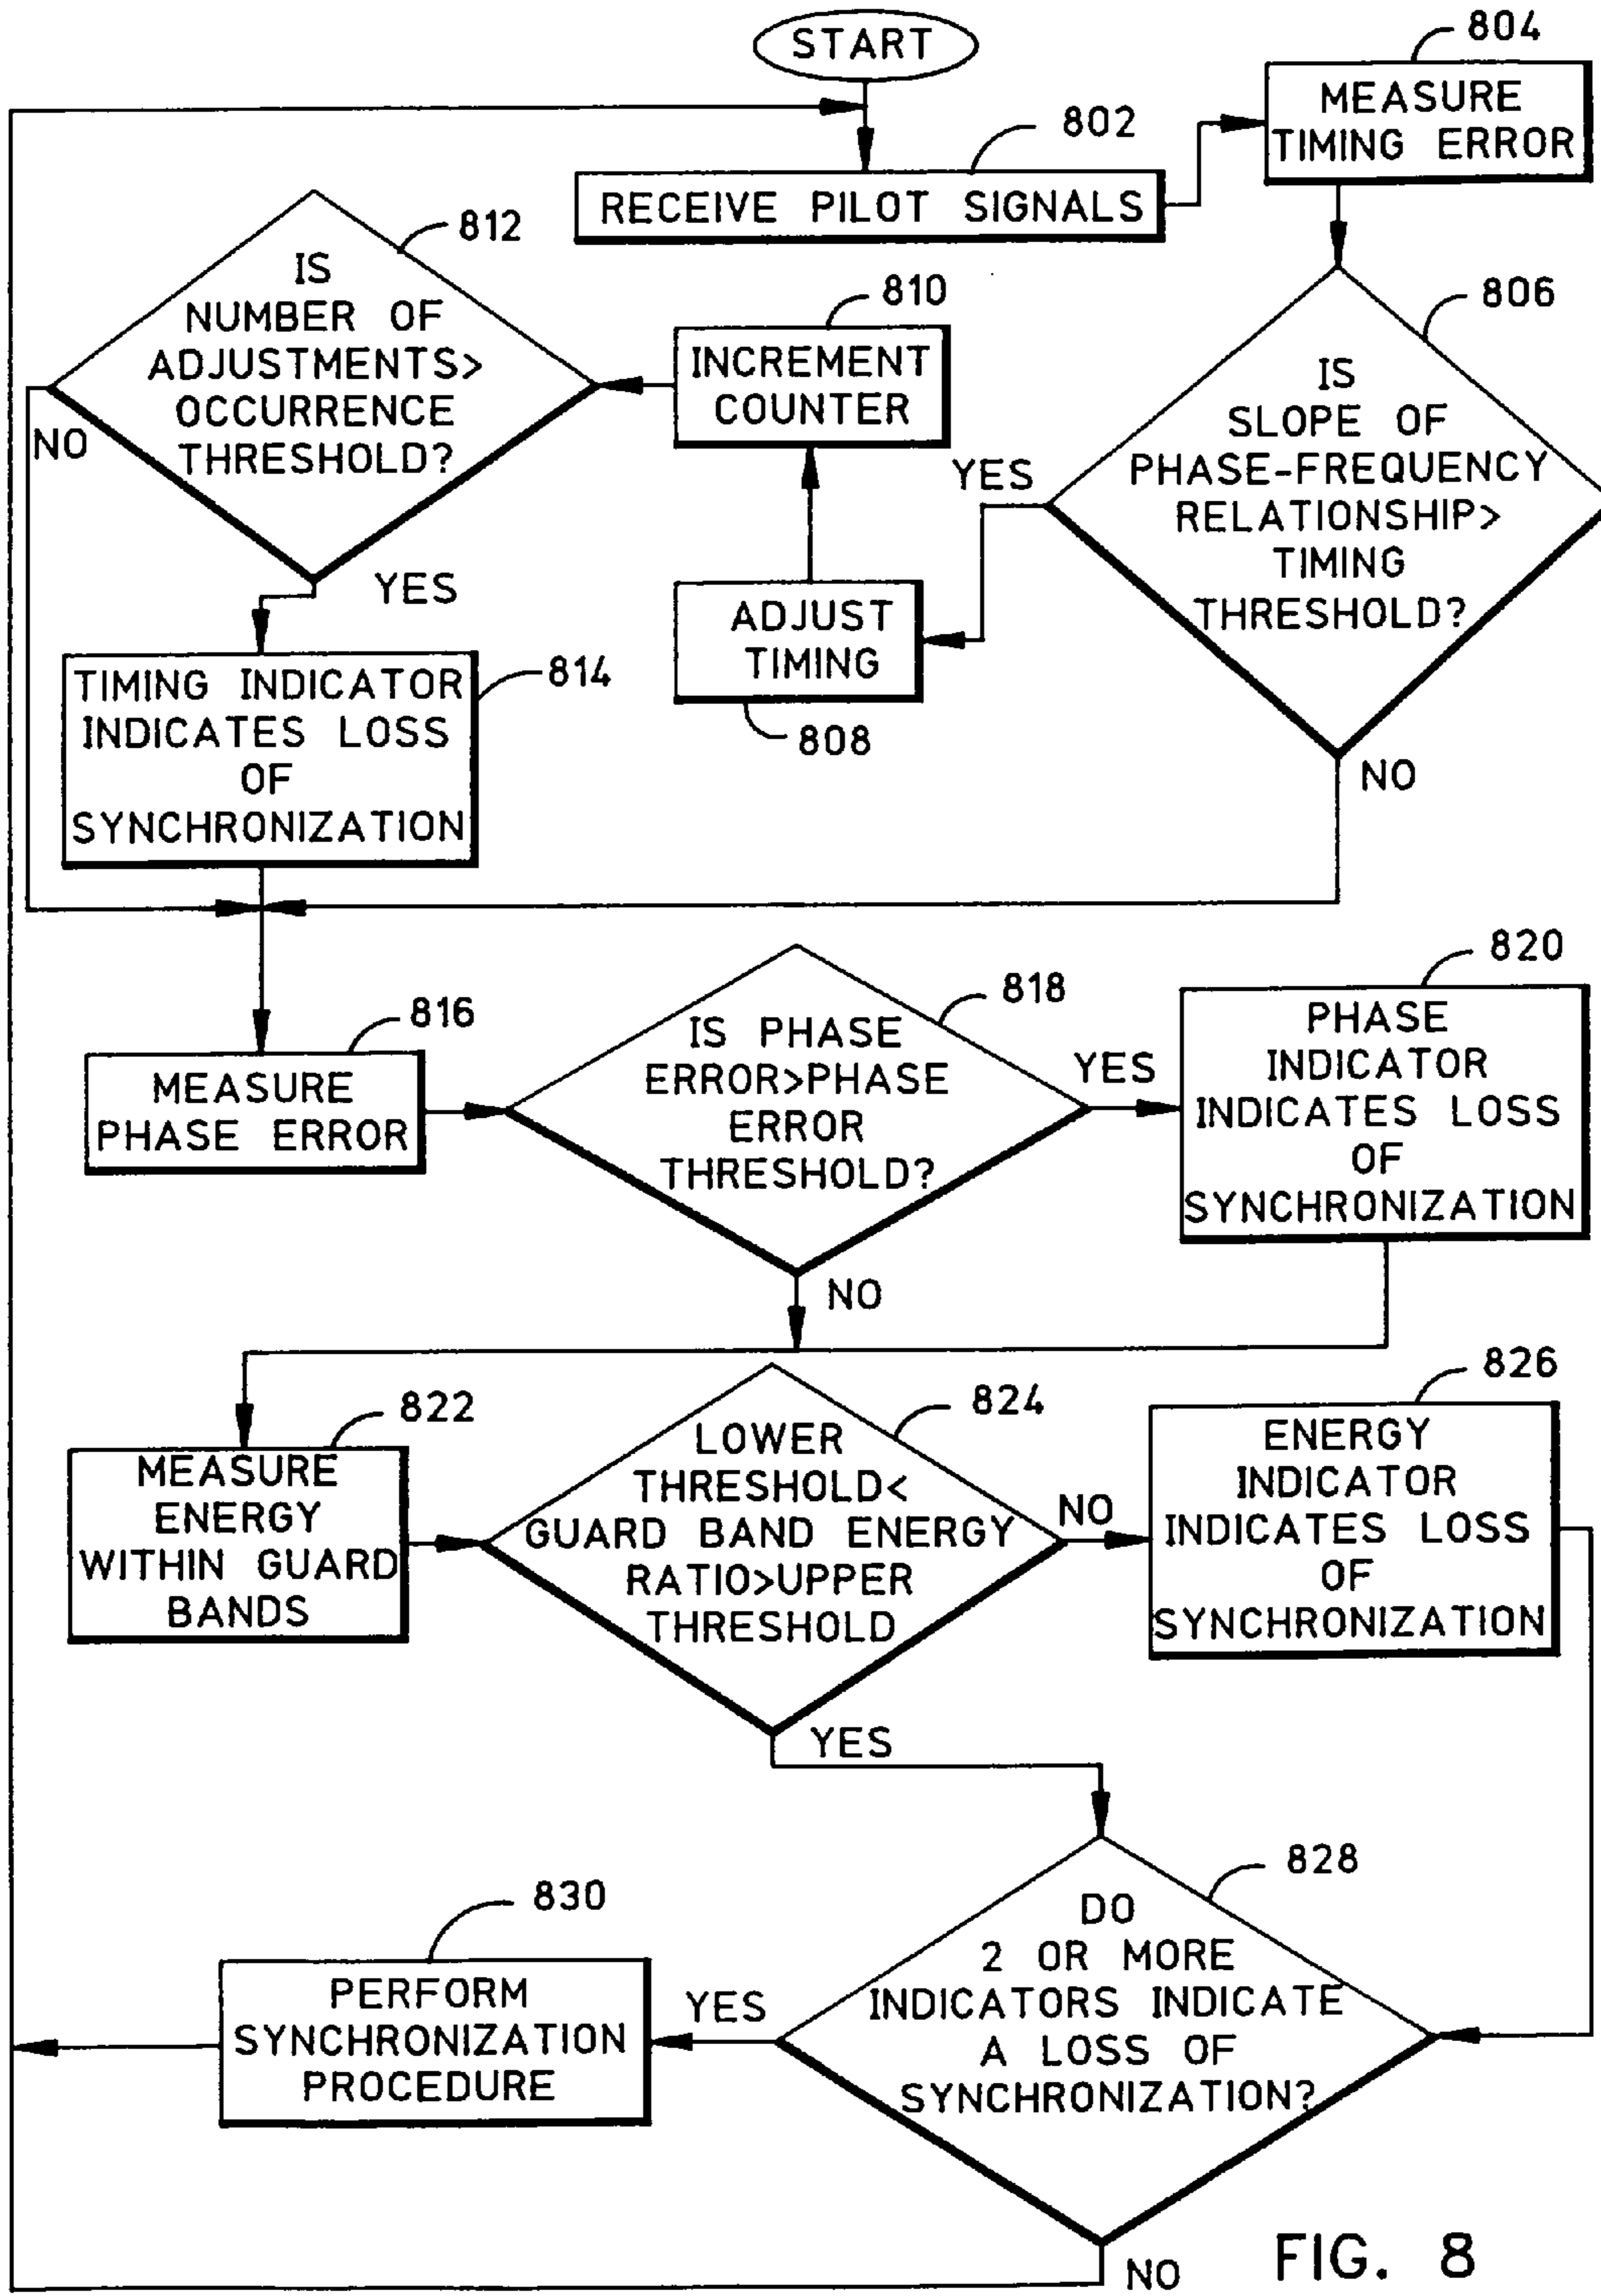 START
802
RECEIVE PILOT SIGNALS
804
MEASURE
TIMING ERROR
806
IS
SLOPE OF
PHASE-FREQUENCY
RELATIONSHIP>
TIMING
THRESHOLD?
YES
NO
ADJUST
TIMING
808
810
INCREMENT
COUNTER
812
IS
NUMBER OF
ADJUSTMENTS>
OCCURRENCE
THRESHOLD?
NO
YES
TIMING INDICATOR
INDICATES LOSS
OF
SYNCHRONIZATION
814
816
MEASURE
PHASE ERROR
818
IS PHASE
ERROR>PHASE
ERROR
THRESHOLD?
YES
NO
820
PHASE
INDICATOR
INDICATES LOSS
OF
SYNCHRONIZATION
822
MEASURE
ENERGY
WITHIN GUARD
BANDS
824
LOWER
THRESHOLD<
GUARD BAND ENERGY
RATIO>UPPER
THRESHOLD
NO
YES
826
ENERGY
INDICATOR
INDICATES LOSS
OF
SYNCHRONIZATION
828
DO
2 OR MORE
INDICATORS INDICATE
A LOSS OF
SYNCHRONIZATION?
YES
NO
830
PERFORM
SYNCHRONIZATION
PROCEDURE
FIG. 8